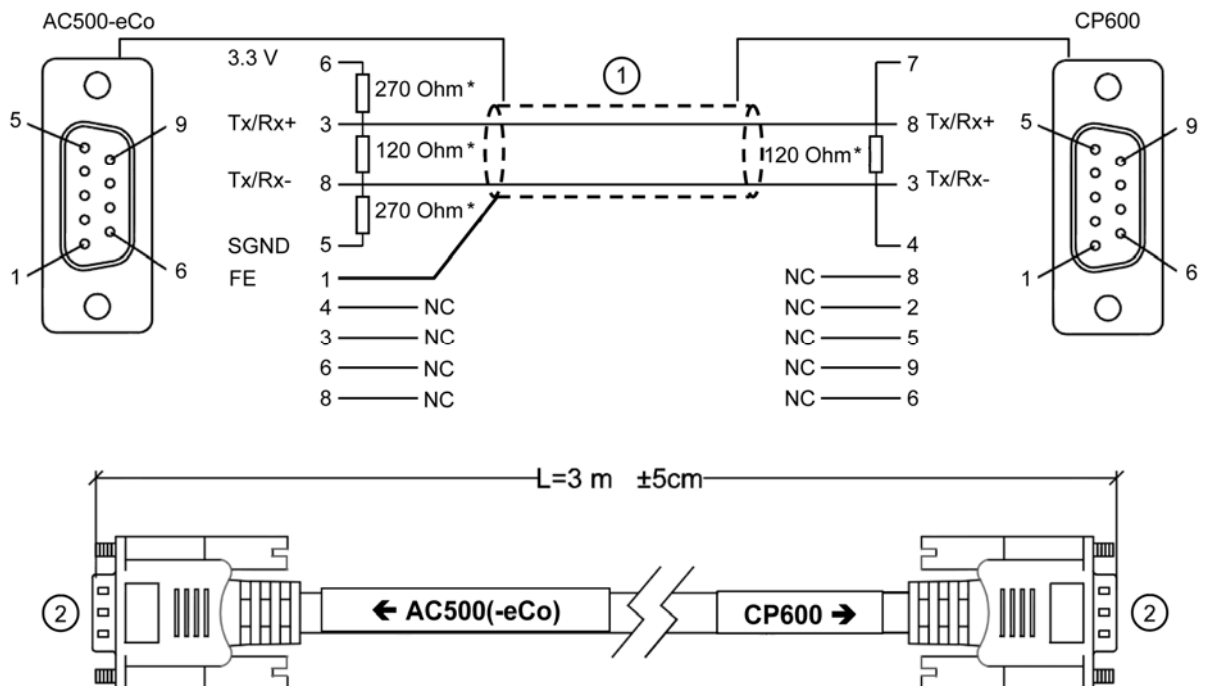 AC500-eCo
CP600
3.3 V 6 270 Ohm* 1 7
5 9 Tx/Rx+ 3 120 Ohm* 120 Ohm* 8 Tx/Rx+ 5 9
Tx/Rx- 8 270 Ohm* 3 Tx/Rx-
SGND 5 4
1 6 FE 1 NC 8 1 6
4 NC NC 2
3 NC NC 5
6 NC NC 9
8 NC NC 6
L=3 m ±5cm
2 ← AC500(-eCo) CP600 → 2